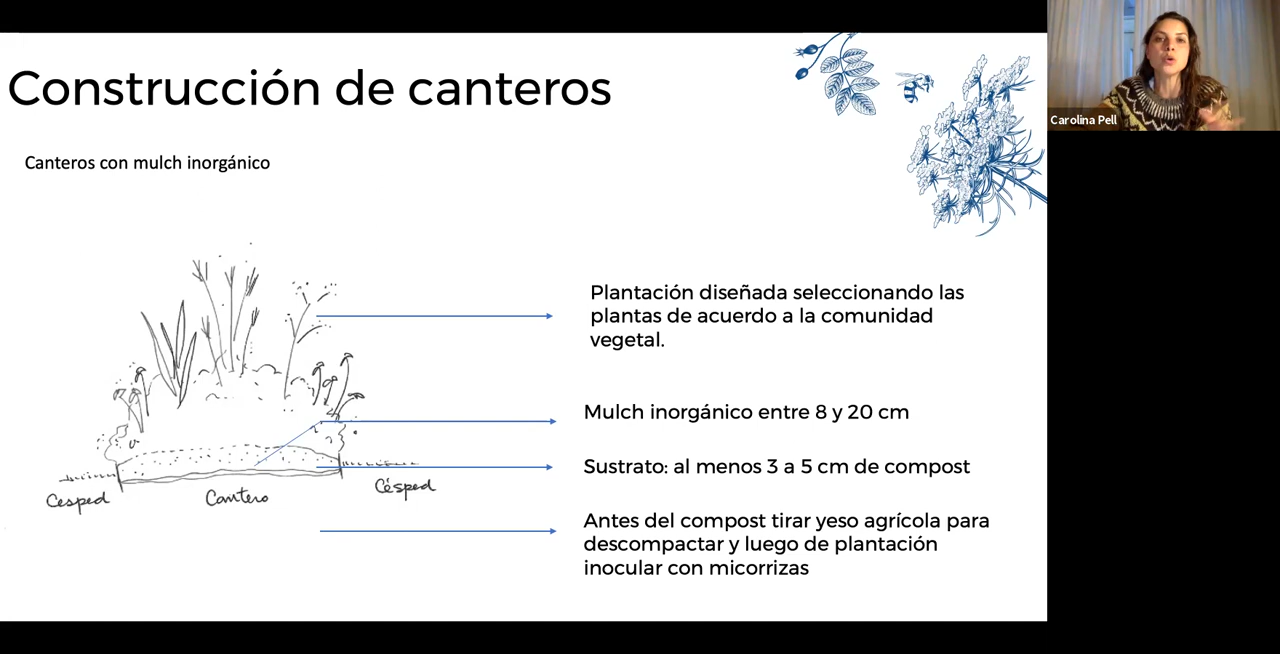 Construcción de canteros
Carolina Pell
Canteros con mulch inorgánico
Plantación diseñada seleccionando las
plantas de acuerdo a la comunidad
vegetal.
Mulch inorgánico entre 8 y 20 cm
Sustrato: al menos 3 a 5 cm de compost
Cesped
Cantero
Césped
Antes del compost tirar yeso agrícola para
descompactar y luego de plantación
inocular con micorrizas